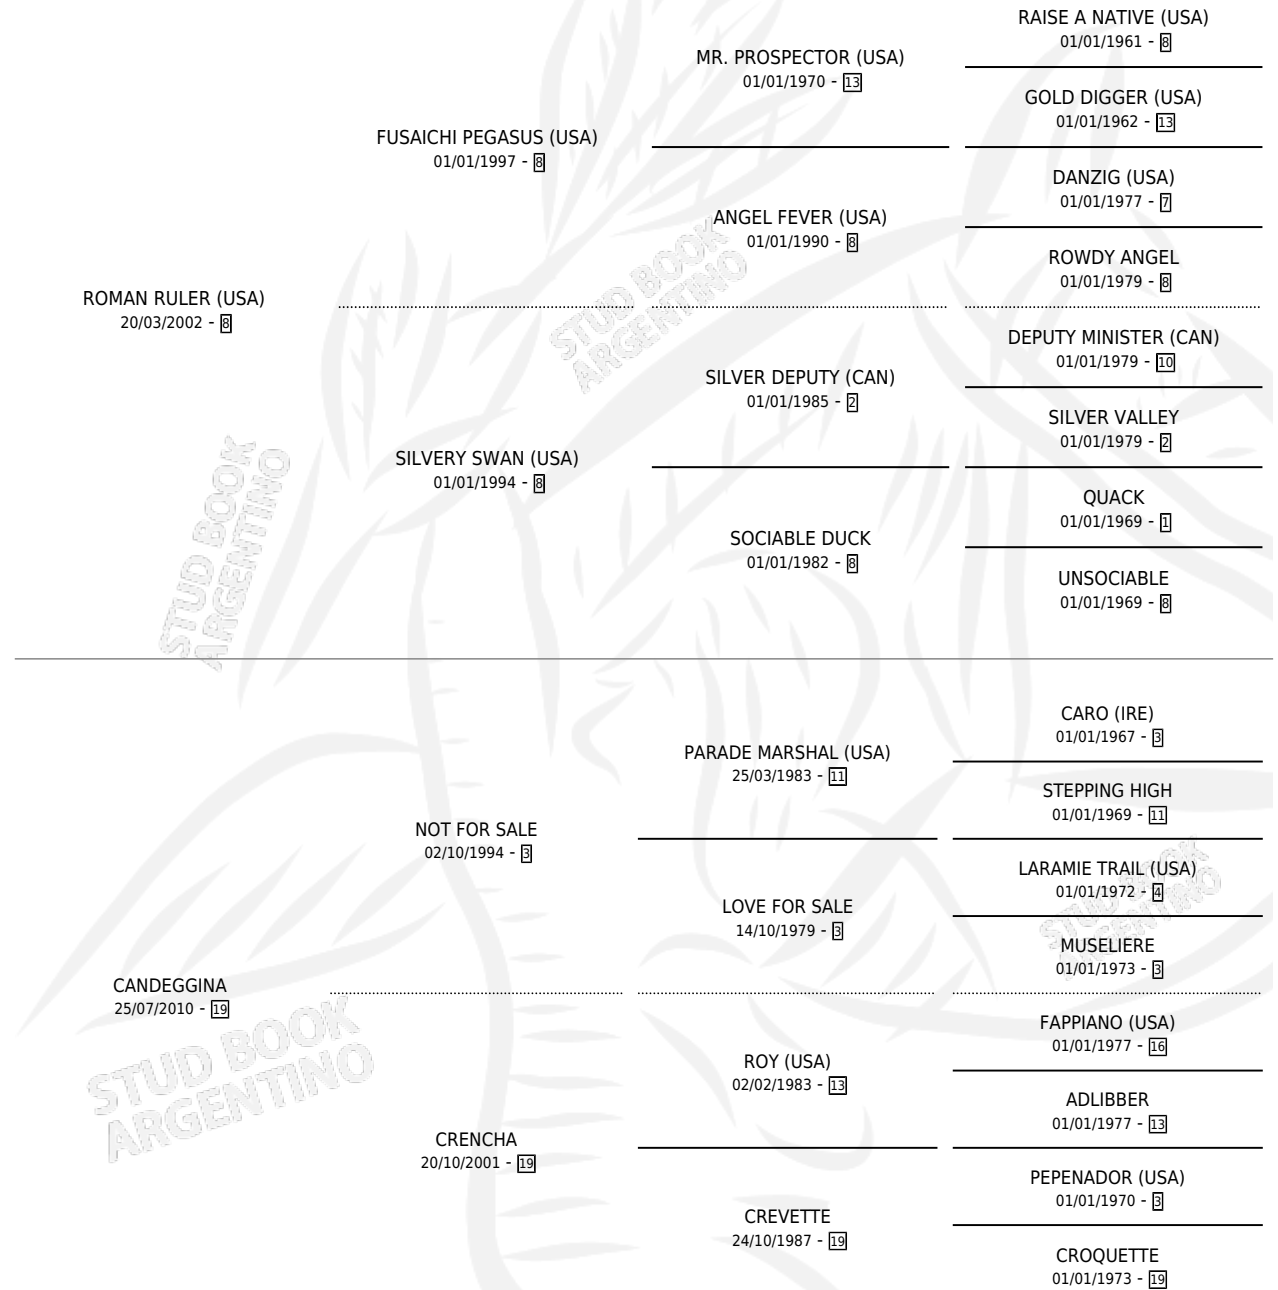 RAISE A NATIVE (USA)
01/01/1961 - 8
MR. PROSPECTOR (USA)
01/01/1970 - 13
GOLD DIGGER (USA)
01/01/1962 - 13
FUSAICHI PEGASUS (USA)
01/01/1997 - 8
DANZIG (USA)
01/01/1977 - 7
ANGEL FEVER (USA)
01/01/1990 - 8
ROWDY ANGEL
01/01/1979 - 8
ROMAN RULER (USA)
20/03/2002 - 8
DEPUTY MINISTER (CAN)
01/01/1979 - 10
SILVER DEPUTY (CAN)
01/01/1985 - 2
SILVER VALLEY
01/01/1979 - 2
SILVERY SWAN (USA)
01/01/1994 - 8
QUACK
01/01/1969 - 1
SOCIABLE DUCK
01/01/1982 - 8
UNSOCIABLE
01/01/1969 - 8
CARO (IRE)
01/01/1967 - 3
PARADE MARSHAL (USA)
25/03/1983 - 11
STEPPING HIGH
01/01/1969 - 11
NOT FOR SALE
02/10/1994 - 3
LARAMIE TRAIL (USA)
01/01/1972 - 4
LOVE FOR SALE
14/10/1979 - 3
MUSELIERE
01/01/1973 - 3
CANDEGGINA
25/07/2010 - 19
FAPPIANO (USA)
01/01/1977 - 16
ROY (USA)
02/02/1983 - 13
ADLIBBER
01/01/1977 - 13
CRENCHA
20/10/2001 - 19
PEPENADOR (USA)
01/01/1970 - 3
CREVETTE
24/10/1987 - 19
CROQUETTE
01/01/1973 - 19
STUD BOOK
ARGENTINO
STUD BOOK
ARGENTINO
STUD BOOK
ARGENTINO
STUD BOOK
ARGENTINO